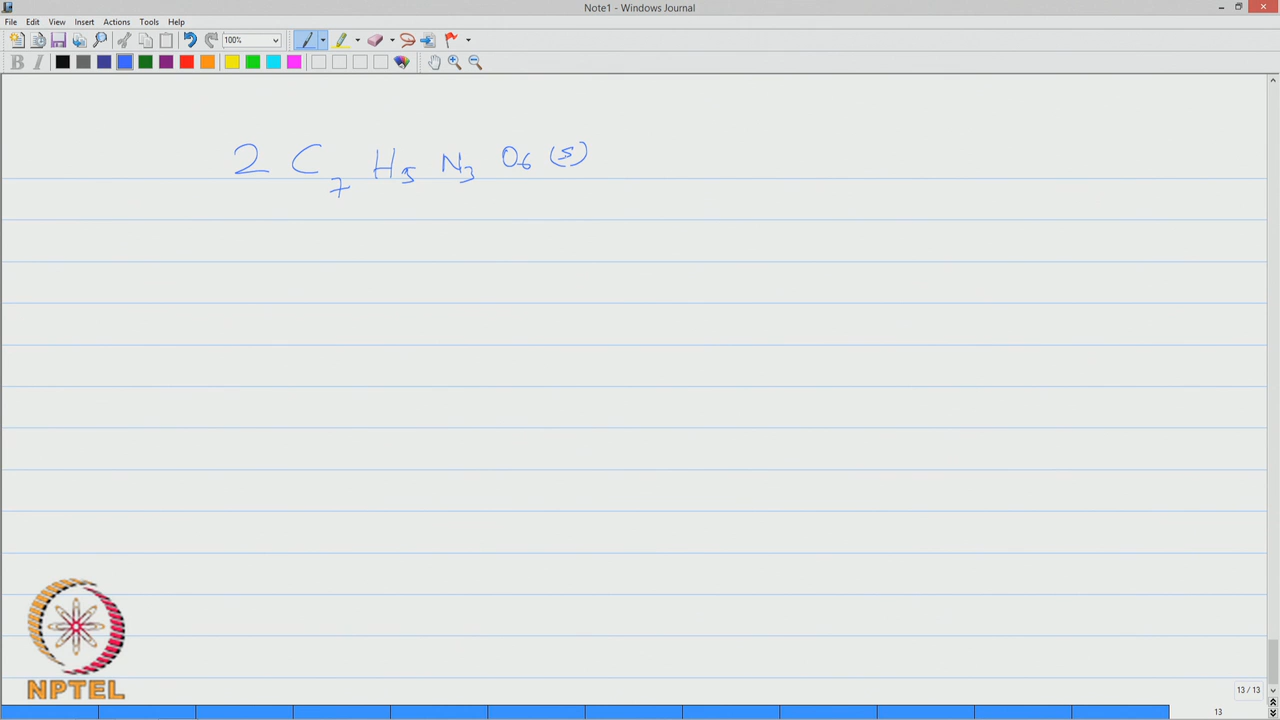 Note1 - Windows Journal
File Edit View Insert Actions Tools Help
100%
B I
2 C7 H5 N3 O6 (s)
NPTEL
13 / 13
13